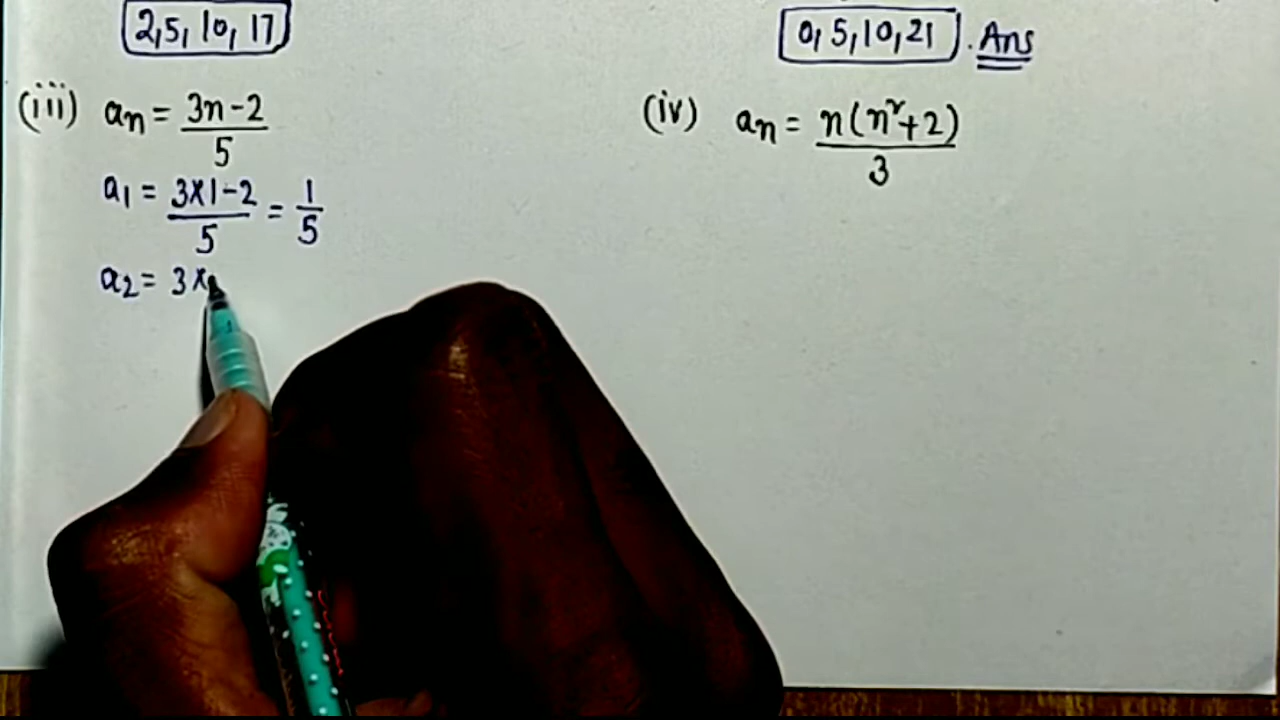 2, 5, 10, 17
0, 5, 10, 21 . Ans
(iii) an = 3n-2
5
(iv) an = n(n²+2)
3
a1 = 3×1-2 = 1
5 5
a2 = 3×